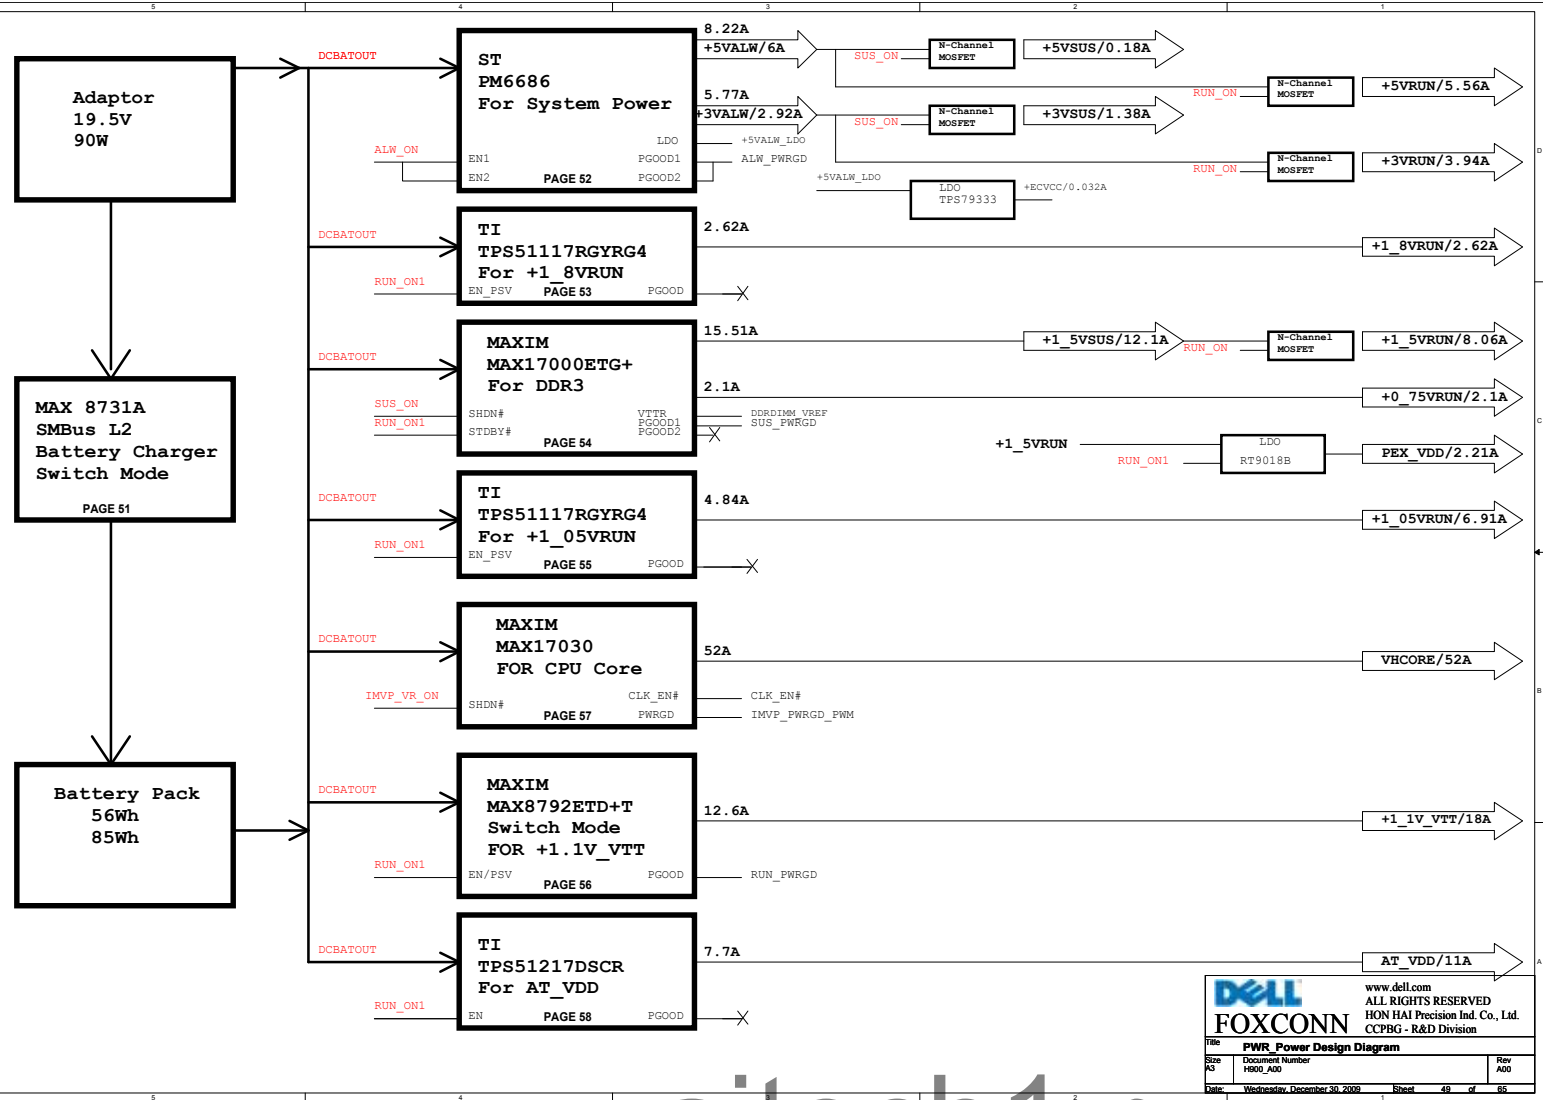 5
4
3
2
1
Adaptor
19.5V
90W
MAX 8731A
SMBus L2
Battery Charger
Switch Mode
PAGE 51
Battery Pack
56Wh
85Wh
DCBATOUT
ST
PM6686
For System Power
ALW_ON
EN1
EN2
PAGE 52
LDO
PGOOD1
PGOOD2
8.22A
+5VALW/6A
5.77A
+3VALW/2.92A
+5VALW_LDO
ALW_PWRGD
SUS_ON
N-Channel
MOSFET
+5VSUS/0.18A
RUN_ON
N-Channel
MOSFET
+5VRUN/5.56A
SUS_ON
N-Channel
MOSFET
+3VSUS/1.38A
RUN_ON
N-Channel
MOSFET
+3VRUN/3.94A
+5VALW_LDO
LDO
TPS79333
+ECVCC/0.032A
DCBATOUT
TI
TPS51117RGYRG4
For +1_8VRUN
RUN_ON1
EN_PSV
PAGE 53
PGOOD
2.62A
+1_8VRUN/2.62A
DCBATOUT
MAXIM
MAX17000ETG+
For DDR3
SUS_ON
RUN_ON1
SHDN#
STDBY#
PAGE 54
VTTR
PGOOD1
PGOOD2
DDRDIMM_VREF
SUS_PWRGD
15.51A
+1_5VSUS/12.1A
RUN_ON
N-Channel
MOSFET
+1_5VRUN/8.06A
2.1A
+0_75VRUN/2.1A
+1_5VRUN
RUN_ON1
LDO
RT9018B
PEX_VDD/2.21A
DCBATOUT
TI
TPS51117RGYRG4
For +1_05VRUN
RUN_ON1
EN_PSV
PAGE 55
PGOOD
4.84A
+1_05VRUN/6.91A
DCBATOUT
MAXIM
MAX17030
FOR CPU Core
IMVP_VR_ON
SHDN#
PAGE 57
CLK_EN#
PWRGD
52A
CLK_EN#
IMVP_PWRGD_PWM
VHCORE/52A
DCBATOUT
MAXIM
MAX8792ETD+T
Switch Mode
FOR +1.1V_VTT
RUN_ON1
EN/PSV
PAGE 56
PGOOD
12.6A
RUN_PWRGD
+1_1V_VTT/18A
DCBATOUT
TI
TPS51217DSCR
For AT_VDD
RUN_ON1
EN
PAGE 58
PGOOD
7.7A
AT_VDD/11A
D
C
B
A
DELL
FOXCONN
www.dell.com
ALL RIGHTS RESERVED
HON HAI Precision Ind. Co., Ltd.
CCPBG - R&D Division
Title
PWR_Power Design Diagram
Size
A3
Document Number
H900_A00
Rev
A00
Date:
Wednesday, December 30, 2009
Sheet
49
of
65
5
4
3
2
1